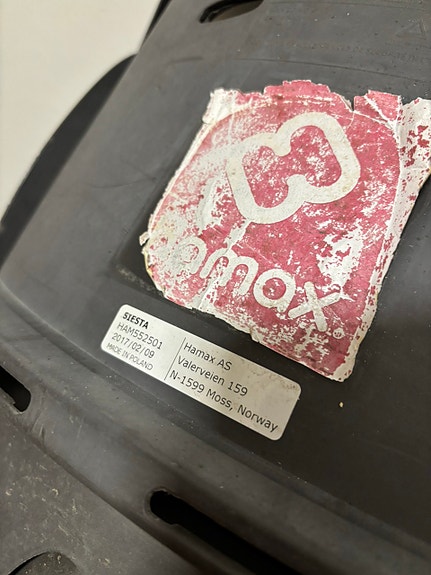 hamax
SIESTA
HAM552501
2017/02/09
MADE IN POLAND
Hamax AS
Valerveien 159
N-1599 Moss, Norway